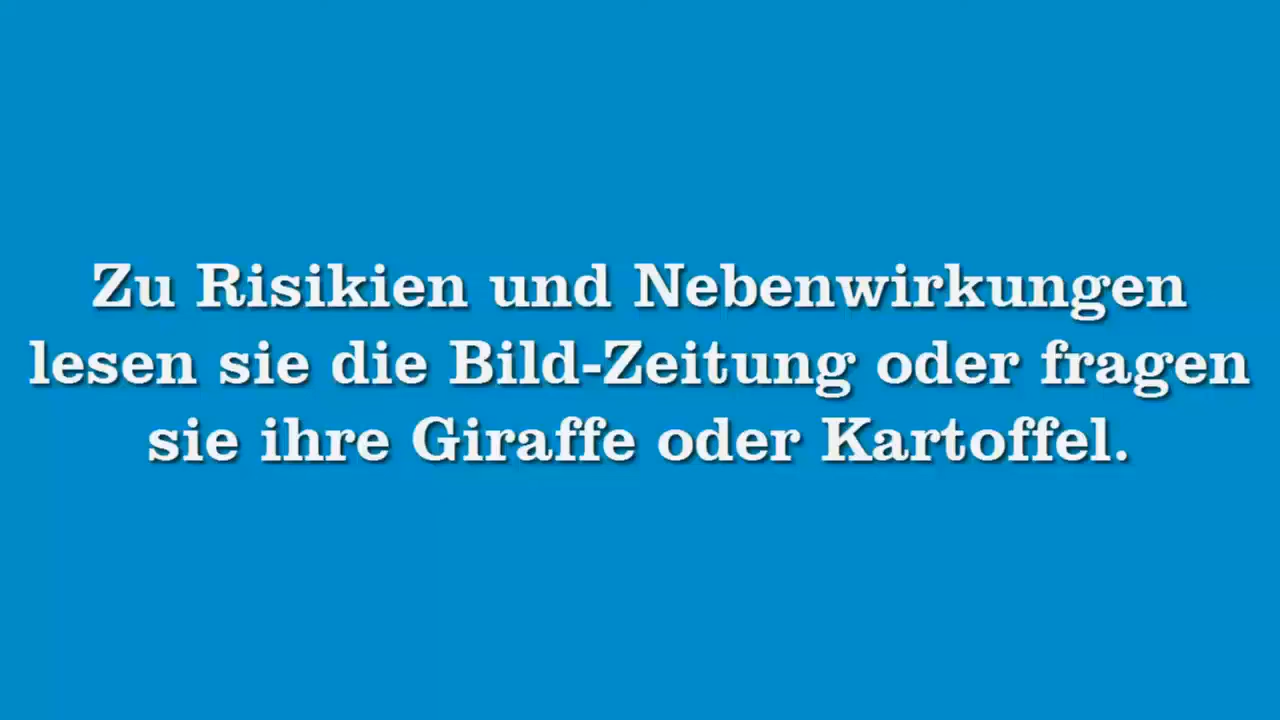 Zu Risikien und Nebenwirkungen
lesen sie die Bild-Zeitung oder fragen
sie ihre Giraffe oder Kartoffel.